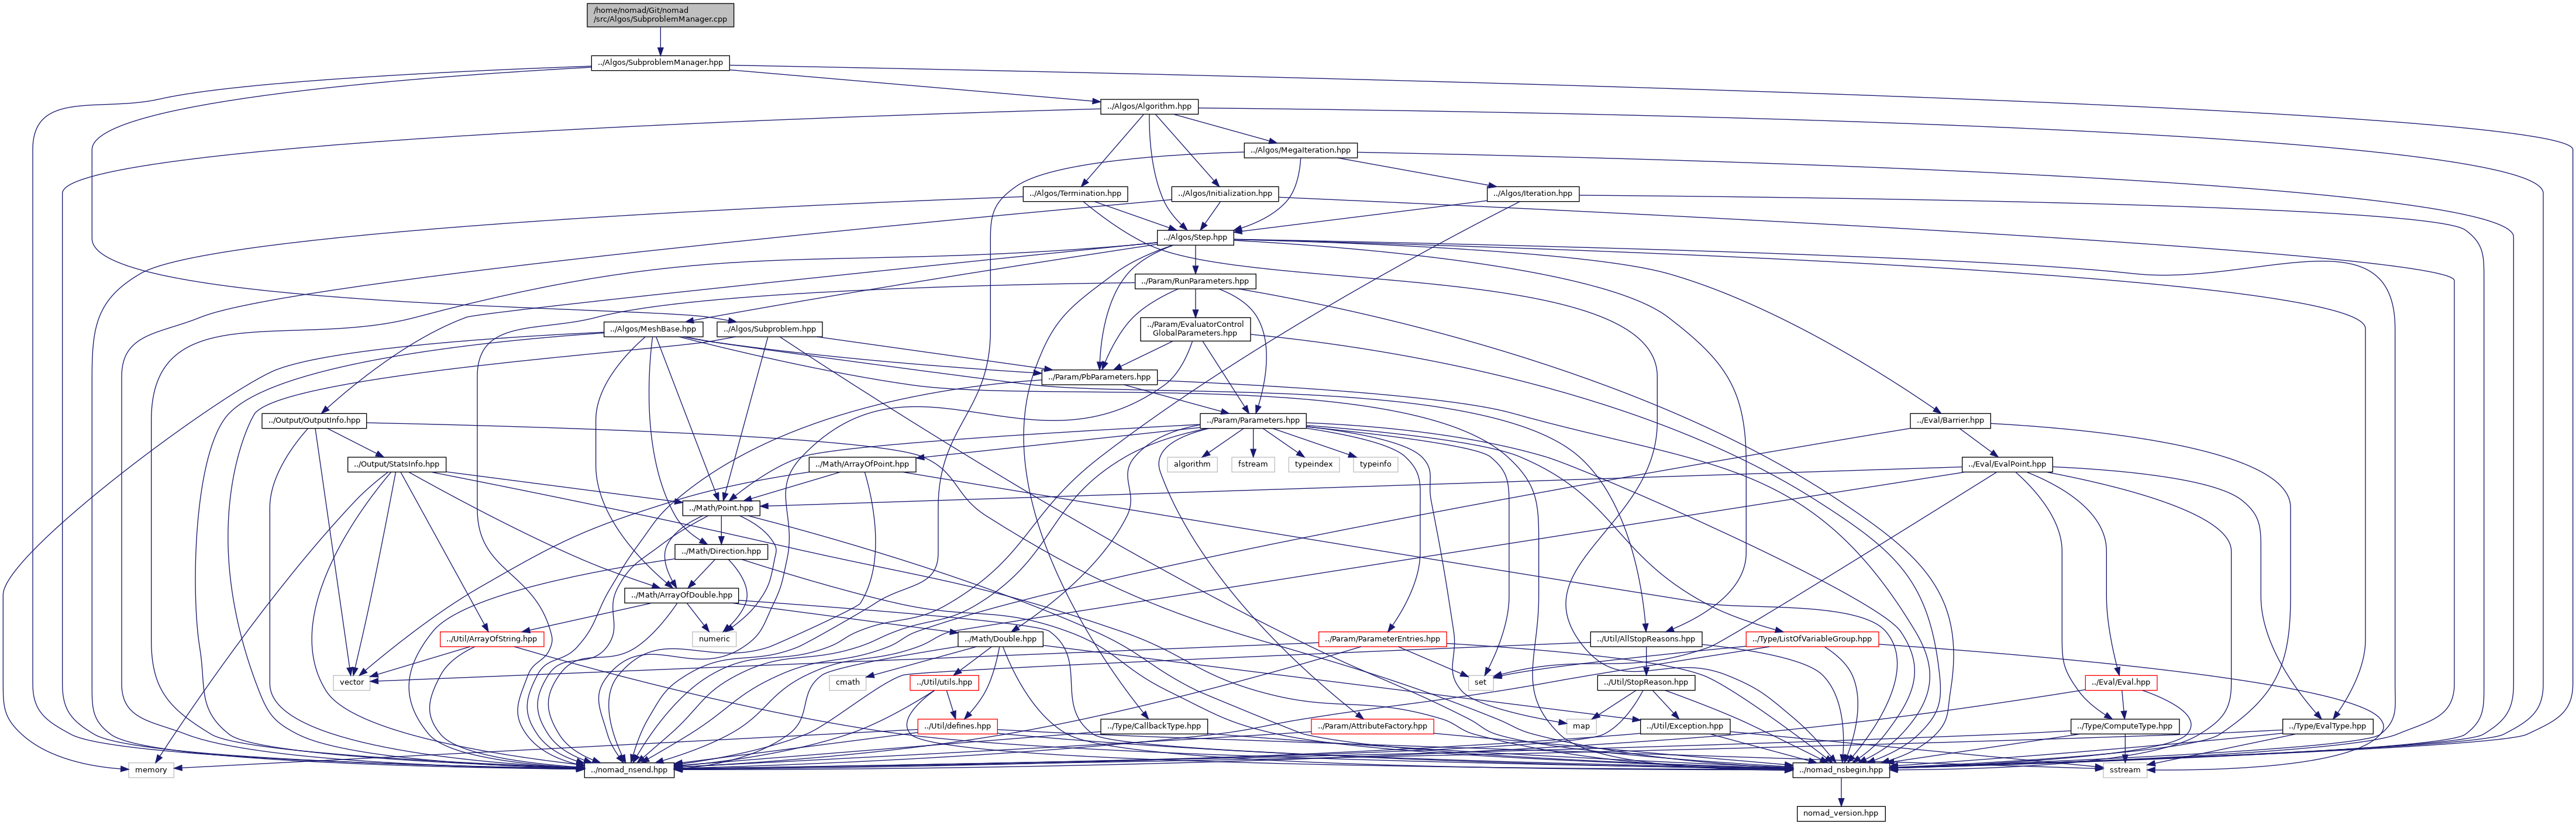 /home/nomad/Git/nomad
/src/Algos/SubproblemManager.cpp
../Algos/SubproblemManager.hpp
../Algos/Algorithm.hpp
../Algos/MegaIteration.hpp
../Algos/Termination.hpp
../Algos/Initialization.hpp
../Algos/Iteration.hpp
../Algos/Step.hpp
../Param/RunParameters.hpp
../Algos/MeshBase.hpp
../Algos/Subproblem.hpp
../Param/EvaluatorControl
GlobalParameters.hpp
../Param/PbParameters.hpp
../Output/OutputInfo.hpp
../Param/Parameters.hpp
../Eval/Barrier.hpp
../Output/StatsInfo.hpp
../Math/ArrayOfPoint.hpp
algorithm
fstream
typeindex
typeinfo
../Eval/EvalPoint.hpp
../Math/Point.hpp
../Math/Direction.hpp
../Math/ArrayOfDouble.hpp
../Util/ArrayOfString.hpp
numeric
../Math/Double.hpp
../Param/ParameterEntries.hpp
../Util/AllStopReasons.hpp
../Type/ListOfVariableGroup.hpp
vector
cmath
../Util/utils.hpp
set
../Util/StopReason.hpp
../Eval/Eval.hpp
../Util/defines.hpp
../Type/CallbackType.hpp
../Param/AttributeFactory.hpp
map
../Util/Exception.hpp
../Type/ComputeType.hpp
../Type/EvalType.hpp
memory
../nomad_nsend.hpp
../nomad_nsbegin.hpp
sstream
nomad_version.hpp